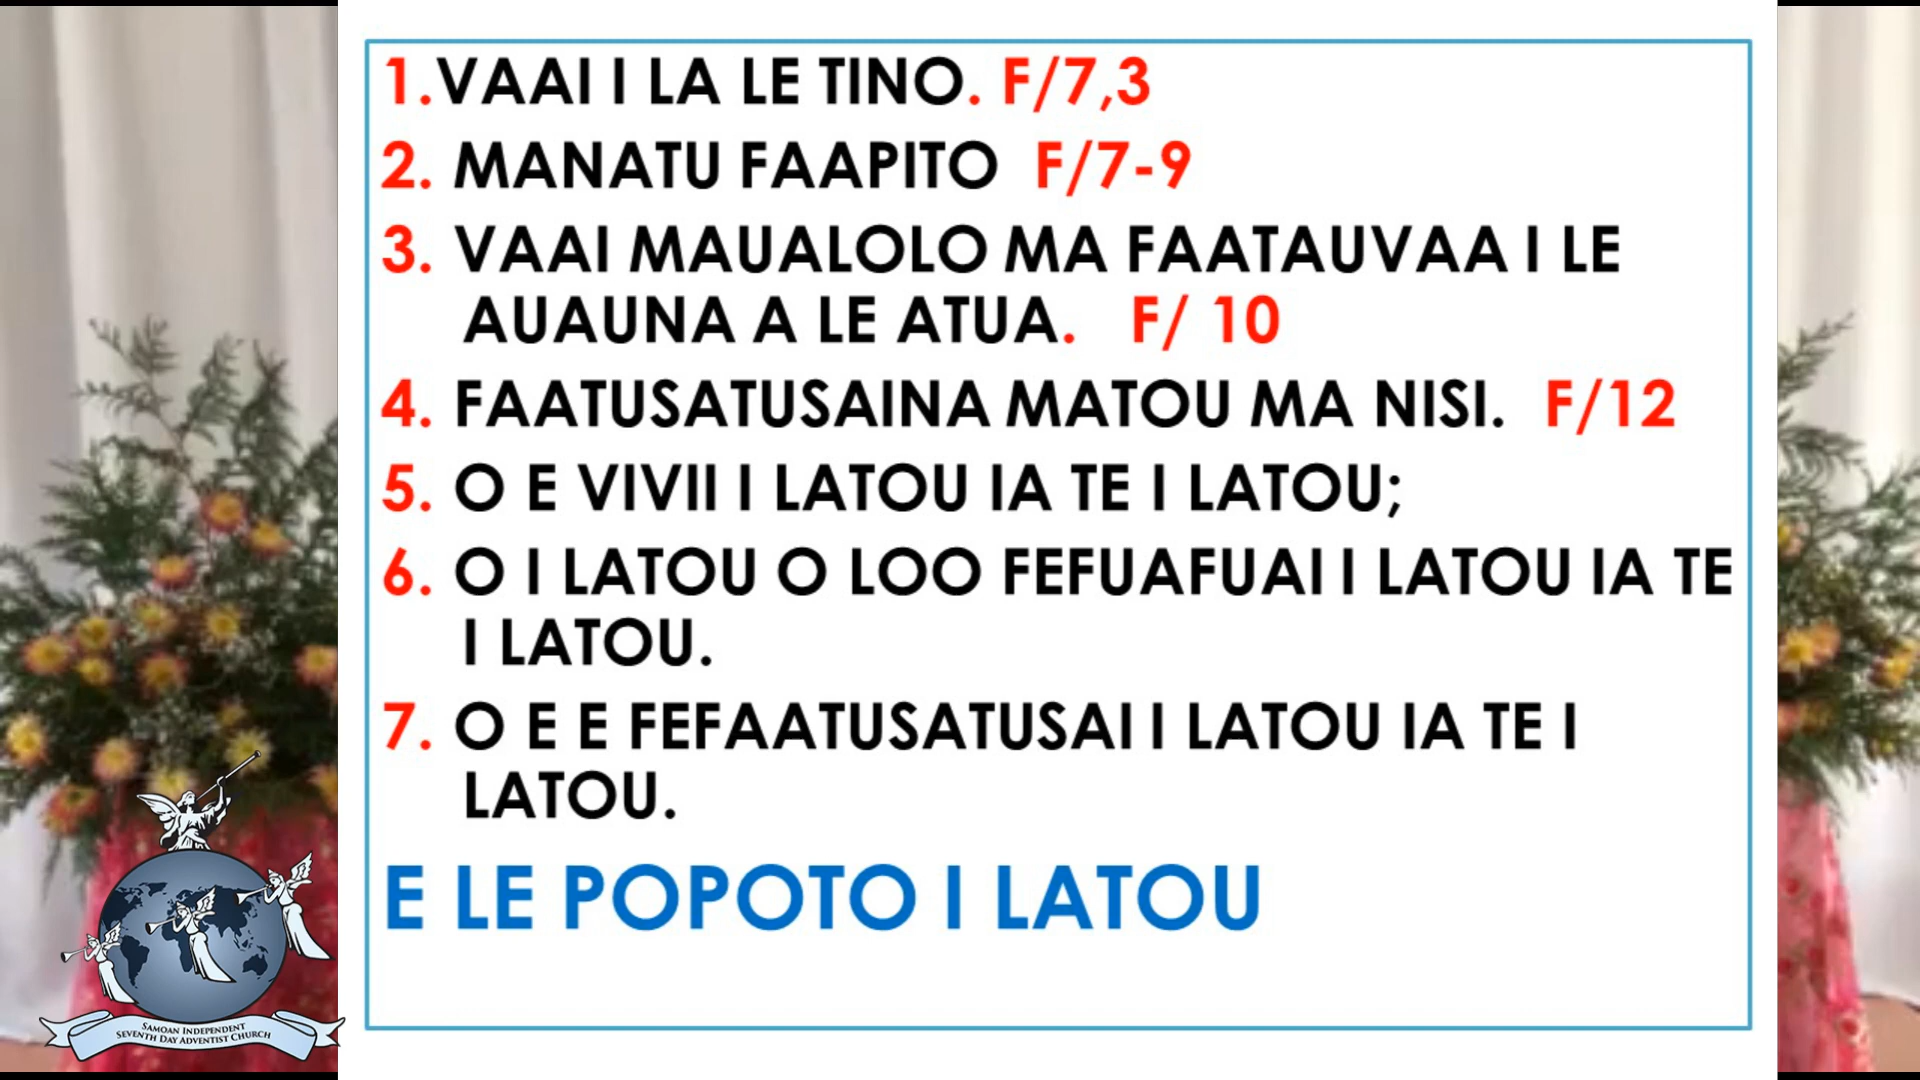 1.VAAI I LA LE TINO. F/7,3
2. MANATU FAAPITO F/7-9
3. VAAI MAUALOLO MA FAATAUVAA I LE
AUAUNA A LE ATUA. F/ 10
4. FAATUSATUSAINA MATOU MA NISI. F/12
5. O E VIVII I LATOU IA TE I LATOU;
6. O I LATOU O LOO FEFUAFUAI I LATOU IA TE
I LATOU.
7. O E E FEFAATUSATUSAI I LATOU IA TE I
LATOU.
E LE POPOTO I LATOU
SAMOAN INDEPENDENT
SEVENTH DAY ADVENTIST CHURCH